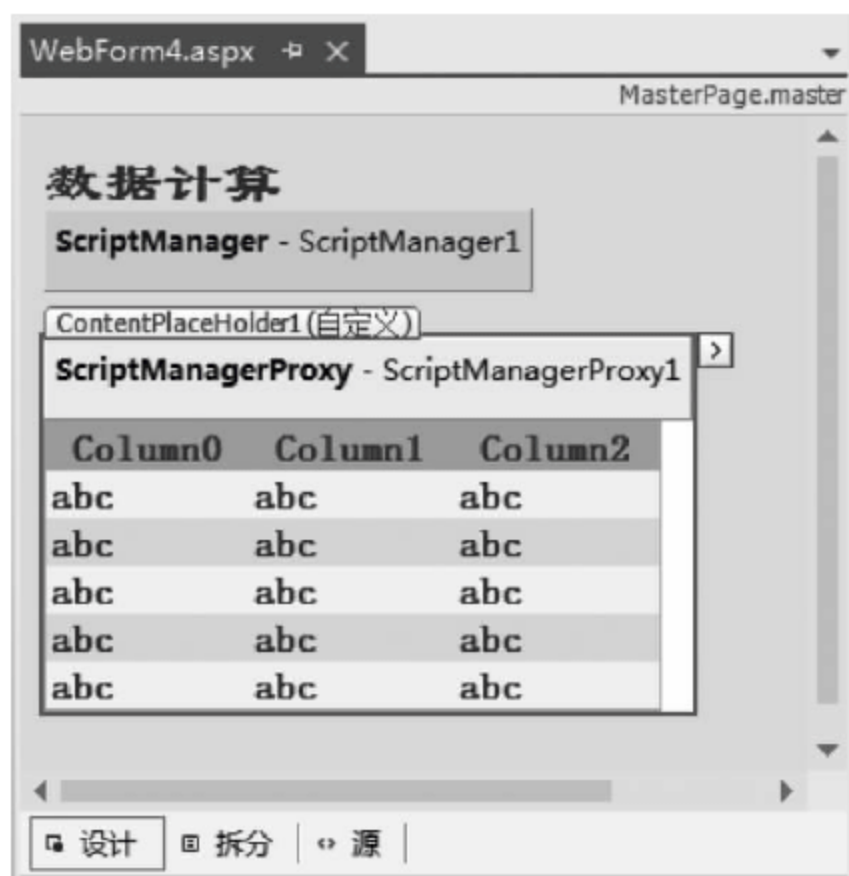 WebForm4.aspx
MasterPage.master
数据计算
ScriptManager - ScriptManager1
ContentPlaceHolder1(自定义)
ScriptManagerProxy - ScriptManagerProxy1
Column0 Column1 Column2
abc abc abc
abc abc abc
abc abc abc
abc abc abc
abc abc abc
设计 拆分 源